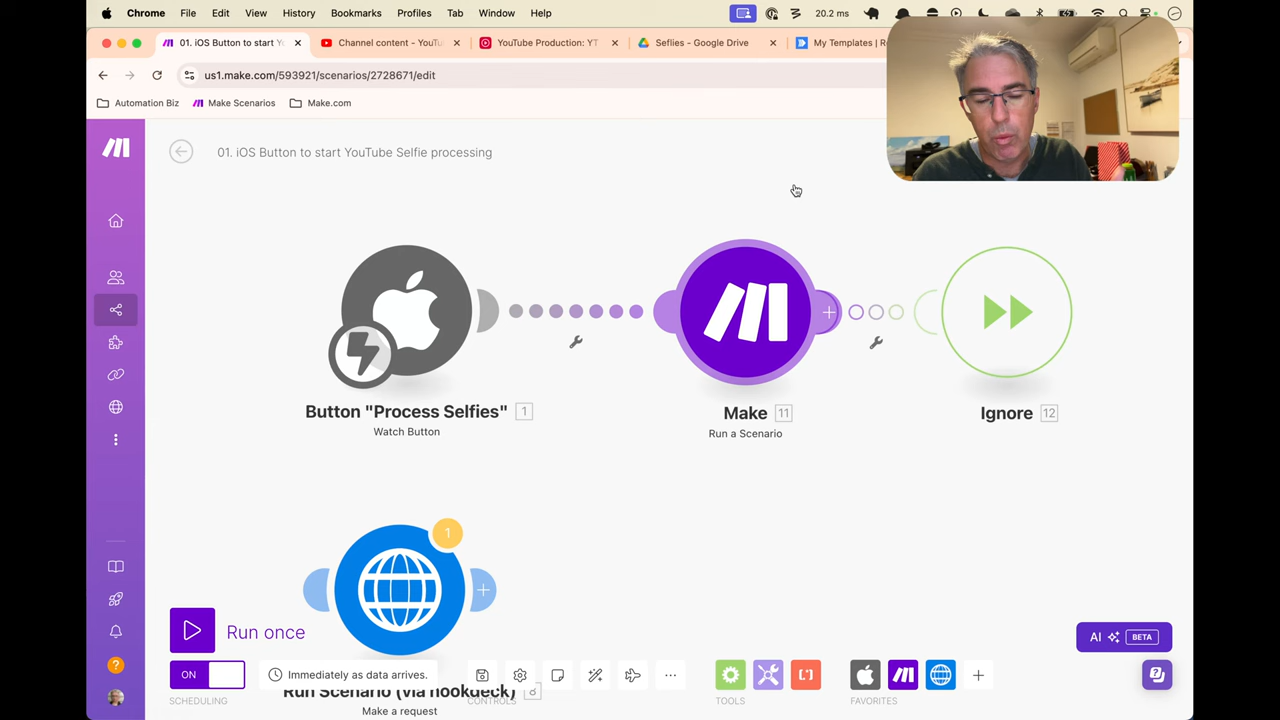 Chrome File Edit View History Bookmarks Profiles Tab Window Help 20.2 ms
01. iOS Button to start Y Channel content - YouTu YouTube Production: YT Seflies - Google Drive My Templates | R
us1.make.com/593921/scenarios/2728671/edit
Automation Biz Make Scenarios Make.com
01. iOS Button to start YouTube Selfie processing
Button "Process Selfies" 1
Watch Button
Make 11
Run a Scenario
Ignore 12
1
Run once
AI BETA
ON
Immediately as data arrives.
Run Scenario (via hookdeck)
SCHEDULING
CONTROLS
TOOLS
FAVORITES
Make a request